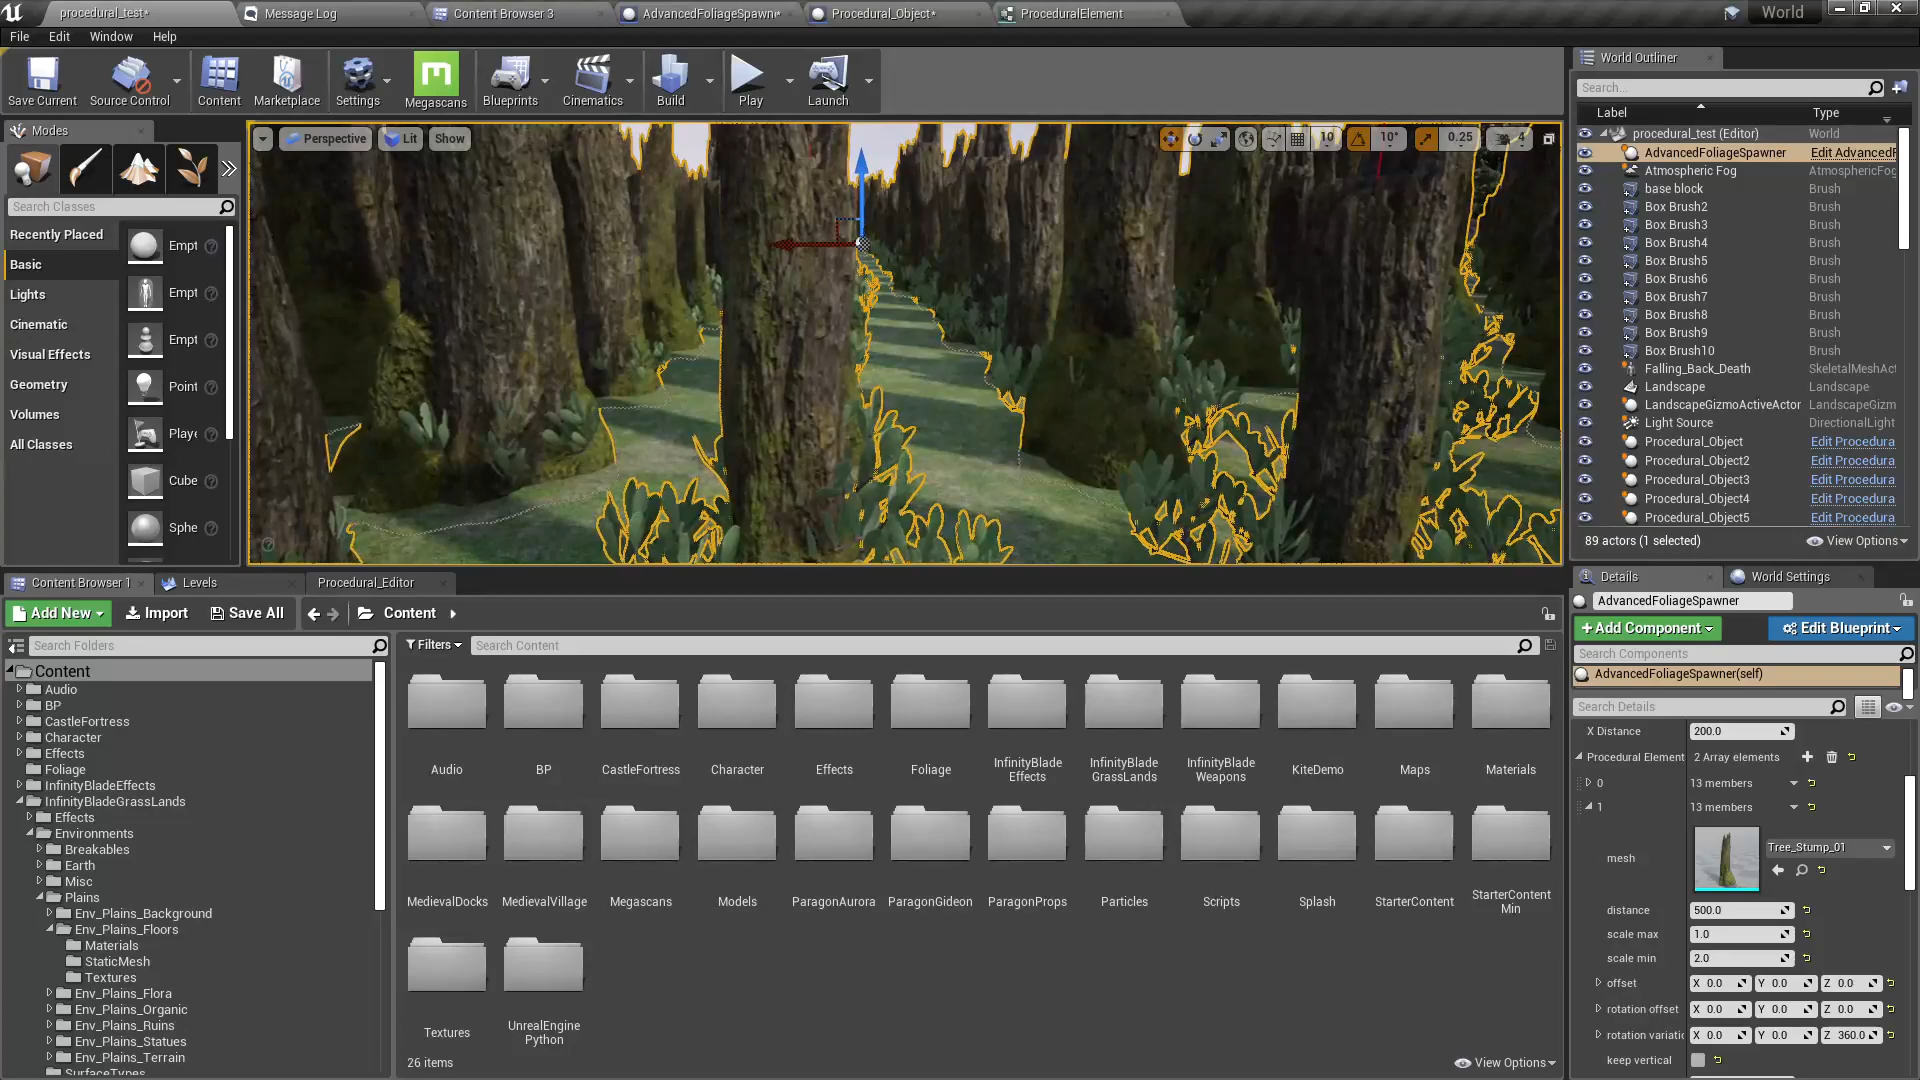 procedural_test*
Message Log
Content Browser 3
AdvancedFoliageSpawn*
Procedural_Object*
ProceduralElement
World
File Edit Window Help
Save Current
Source Control
Content
Marketplace
Settings
Megascans
Blueprints
Cinematics
Build
Play
Launch
Modes
Search Classes
Recently Placed
Basic
Lights
Cinematic
Visual Effects
Geometry
Volumes
All Classes
Empt
Empt
Empt
Point
Playe
Cube
Sphe
Perspective
Lit
Show
10
10°
0.25
4
World Outliner
Search...
Label Type
procedural_test (Editor) World
AdvancedFoliageSpawner Edit AdvancedF
Atmospheric Fog AtmosphericFog
base block Brush
Box Brush2 Brush
Box Brush3 Brush
Box Brush4 Brush
Box Brush5 Brush
Box Brush6 Brush
Box Brush7 Brush
Box Brush8 Brush
Box Brush9 Brush
Box Brush10 Brush
Falling_Back_Death SkeletalMeshAct
Landscape Landscape
LandscapeGizmoActiveActor LandscapeGizm
Light Source DirectionalLight
Procedural_Object Edit Procedura
Procedural_Object2 Edit Procedura
Procedural_Object3 Edit Procedura
Procedural_Object4 Edit Procedura
Procedural_Object5 Edit Procedura
89 actors (1 selected)
View Options
Content Browser 1
Levels
Procedural_Editor
Add New
Import
Save All
Content
Search Folders
Content
Audio
BP
CastleFortress
Character
Effects
Foliage
InfinityBladeEffects
InfinityBladeGrassLands
Effects
Environments
Breakables
Earth
Misc
Plains
Env_Plains_Background
Env_Plains_Floors
Materials
StaticMesh
Textures
Env_Plains_Flora
Env_Plains_Organic
Env_Plains_Ruins
Env_Plains_Statues
Env_Plains_Terrain
SurfaceTypes
Filters
Search Content
Audio
BP
CastleFortress
Character
Effects
Foliage
InfinityBlade
Effects
InfinityBlade
GrassLands
InfinityBlade
Weapons
KiteDemo
Maps
Materials
MedievalDocks
MedievalVillage
Megascans
Models
ParagonAurora
ParagonGideon
ParagonProps
Particles
Scripts
Splash
StarterContent
StarterContent
Min
Textures
UnrealEngine
Python
26 items
View Options
Details
World Settings
AdvancedFoliageSpawner
+Add Component
Edit Blueprint
Search Components
AdvancedFoliageSpawner(self)
Search Details
X Distance 200.0
Procedural Element 2 Array elements
0 13 members
1 13 members
mesh
Tree_Stump_01
distance 500.0
scale max 1.0
scale min 2.0
offset X 0.0 Y 0.0 Z 0.0
rotation offset X 0.0 Y 0.0 Z 0.0
rotation variatio X 0.0 Y 0.0 Z 360.0
keep vertical